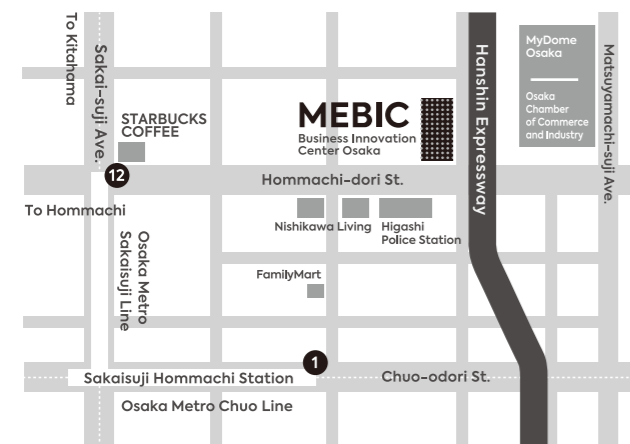 To Kitahama
Sakai-suji Ave.
STARBUCKS
COFFEE
MEBIC
Business Innovation
Center Osaka
Hanshin Expressway
MyDome
Osaka
Osaka
Chamber
of Commerce
and Industry
Matsuyamachi-suji Ave.
12
Hommachi-dori St.
To Hommachi
Nishikawa Living
Higashi
Police Station
Osaka Metro
Sakaisuji Line
FamilyMart
1
Sakaisuji Hommachi Station
Chuo-odori St.
Osaka Metro Chuo Line